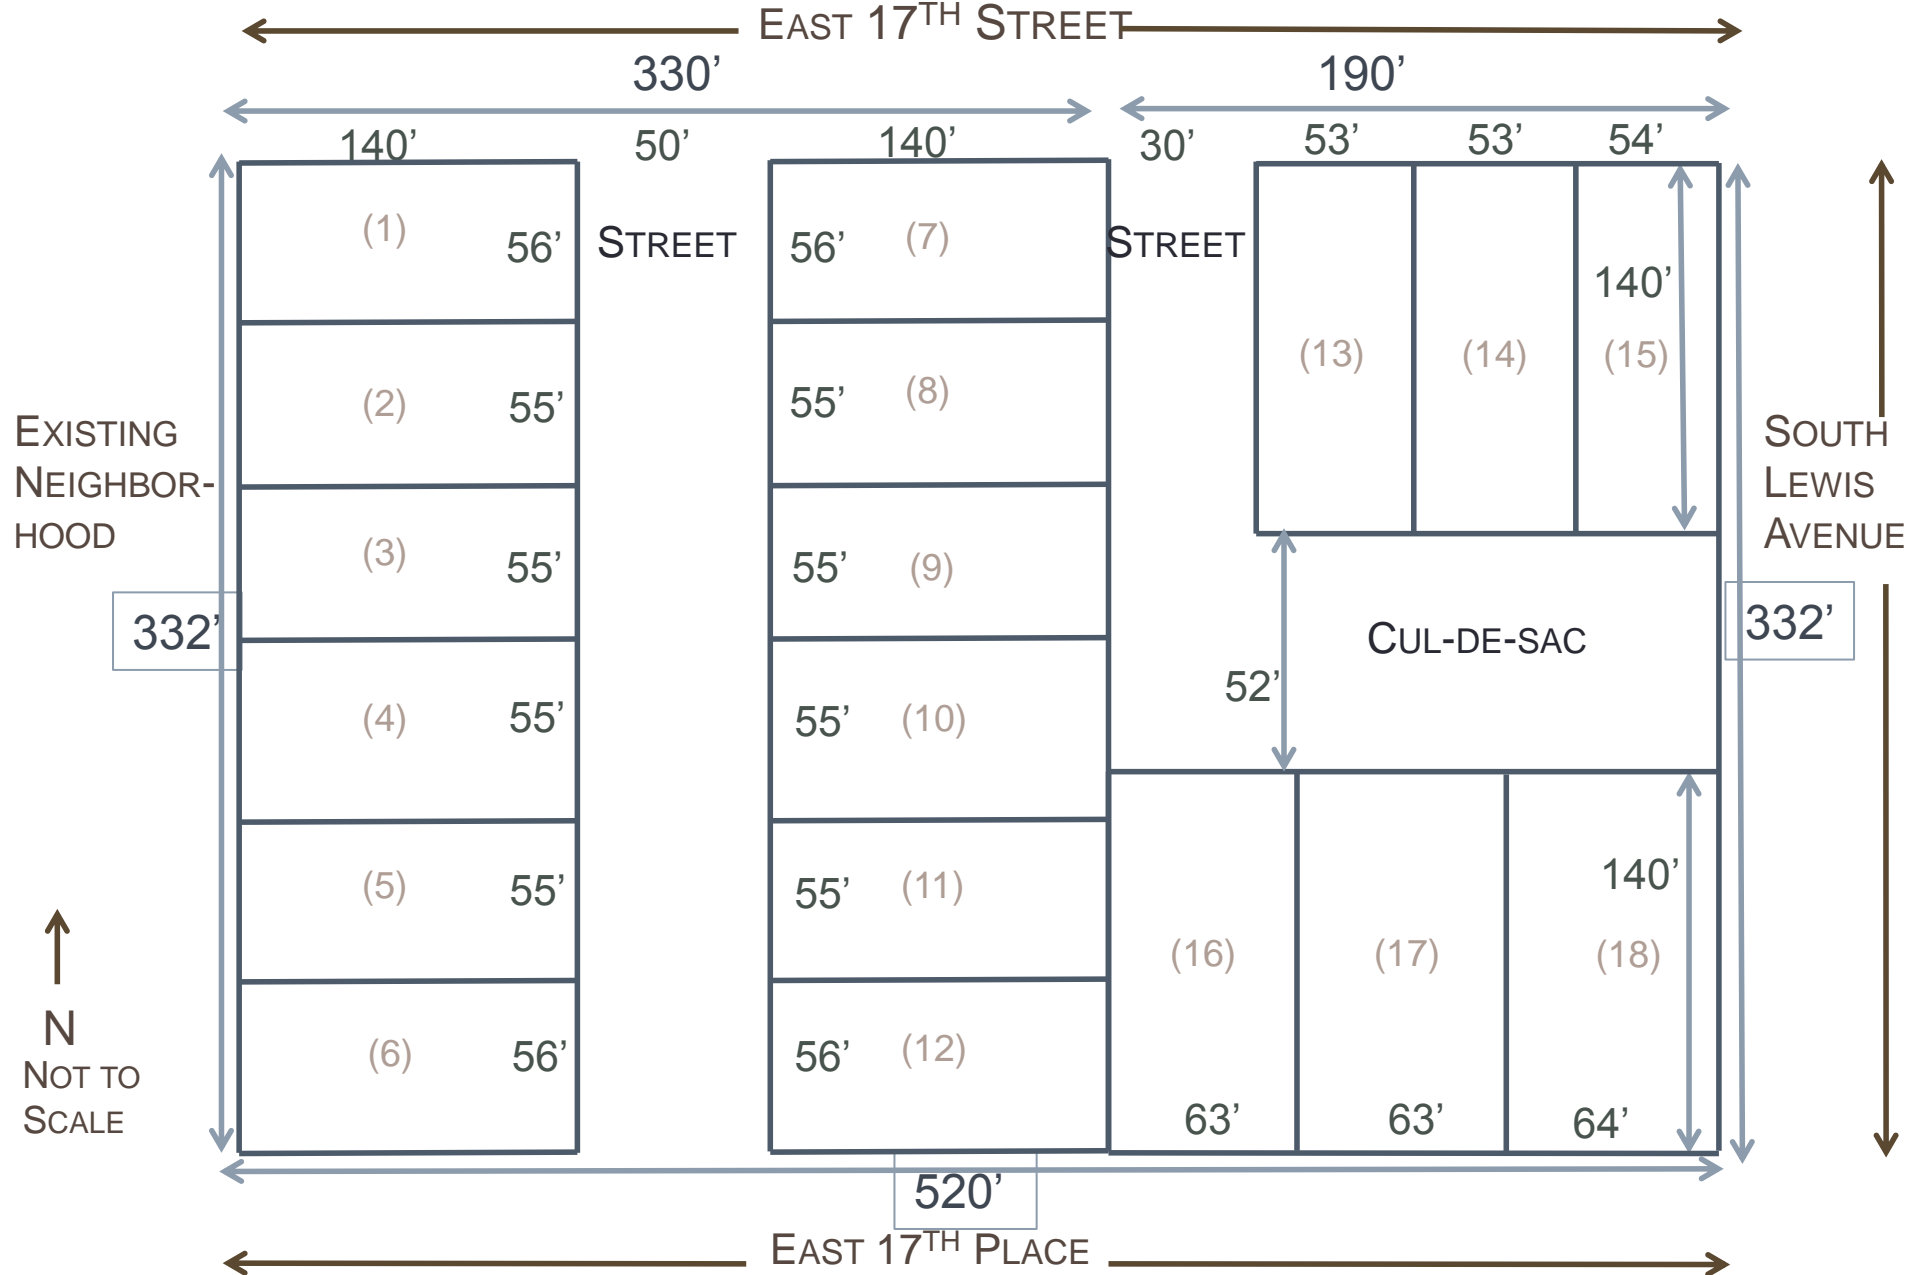 EAST 17TH STREET
330’ 190’
140’ 50’ 140’ 30’ 53’ 53’ 54’
(1) 56’ STREET 56’ (7) STREET
140’
(13) (14) (15)
(2) 55’ 55’ (8)
EXISTING
NEIGHBOR-
HOOD
SOUTH
LEWIS
AVENUE
(3) 55’ 55’ (9)
332’ CUL-DE-SAC 332’
52’
(4) 55’ 55’ (10)
(5) 55’ 55’ (11) 140’
(16) (17) (18)
N
NOT TO
SCALE
(6) 56’ 56’ (12)
63’ 63’ 64’
520’
EAST 17TH PLACE